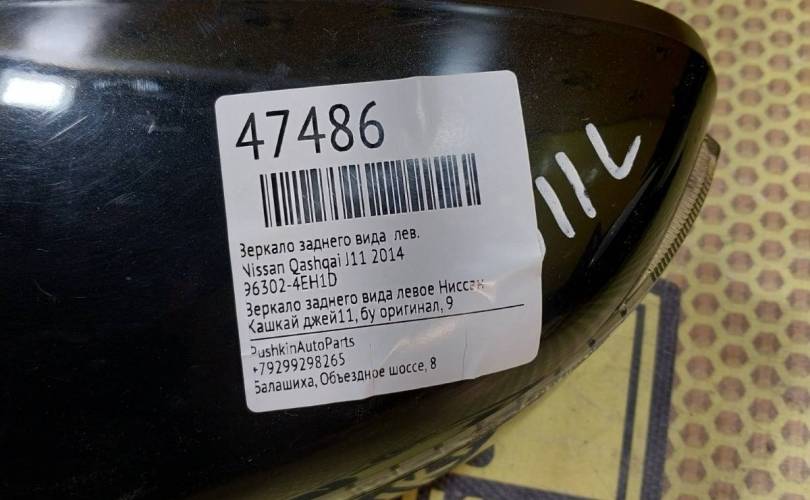 47486
Зеркало заднего вида лев.
Nissan Qashqai J11 2014
96302-4EH1D
Зеркало заднего вида левое Ниссан
Кашкай джей11, бу оригинал, 9
PushkinAutoParts
+79299298265
Балашиха, Объездное шоссе, 8
11L